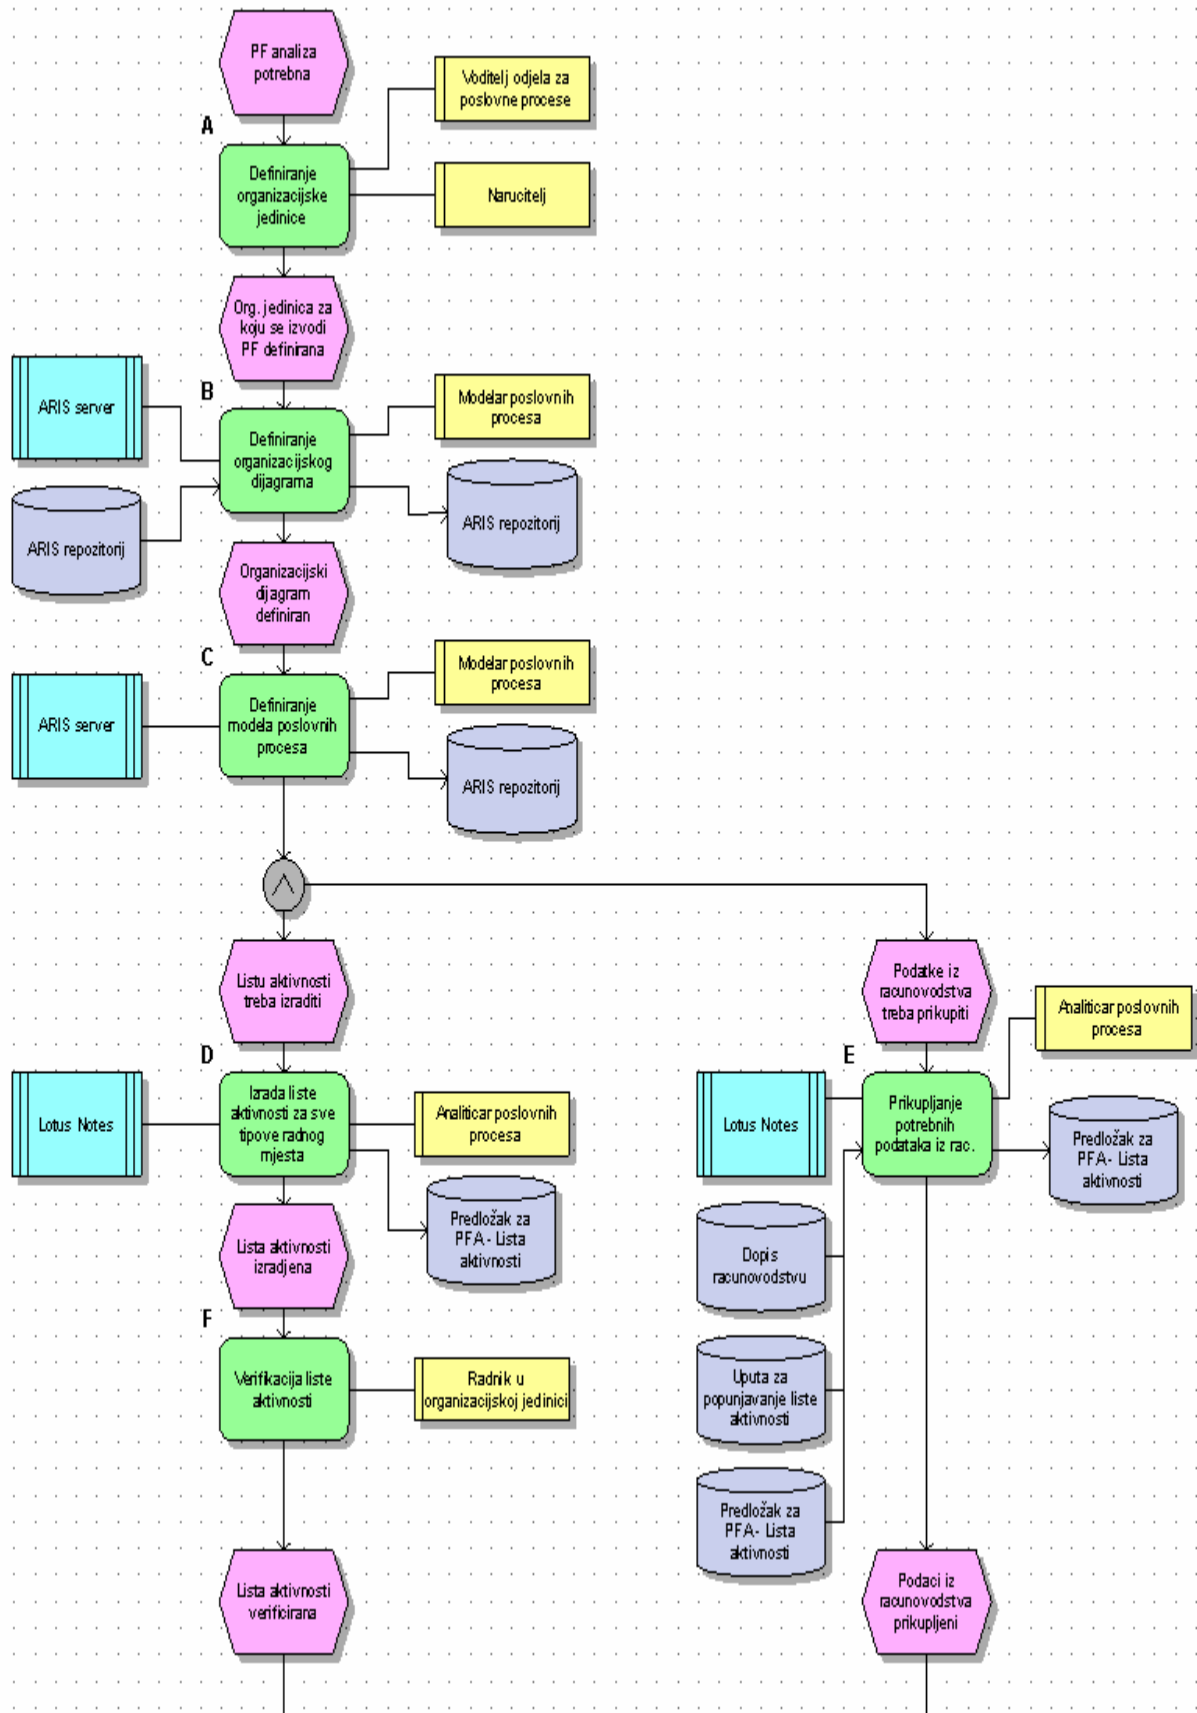 PF analiza
potrebna
Voditelj odjela za
poslovne procese
A
Definiranje
organizacijske
jedinice
Narucitelj
Org. jedinica za
koju se izvodi
PF definirana
ARIS server
B
Modelar poslovnih
procesa
Definiranje
organizacijskog
dijagrama
ARIS repozitorij
ARIS repozitorij
Organizacijski
dijagram
definiran
C
Modelar poslovnih
procesa
ARIS server
Definiranje
modela poslovnih
procesa
ARIS repozitorij
Listu aktivnosti
treba izraditi
Podatke iz
racunovodstva
treba prikupiti
Analiticar poslovnih
procesa
D
E
Lotus Notes
Izrada liste
aktivnosti za sve
tipove radnog
mjesta
Analiticar poslovnih
procesa
Lotus Notes
Prikupljanje
potrebnih
podataka iz rac.
Predložak za
PFA - Lista
aktivnosti
Lista aktivnosti
izradjena
Predložak za
PFA - Lista
aktivnosti
Dopis
racunovodstvu
F
Verifikacija liste
aktivnosti
Radnik u
organizacijskoj jedinici
Uputa za
popunjavanje liste
aktivnosti
Predložak za
PFA - Lista
aktivnosti
Lista aktivnosti
verificirana
Podaci iz
racunovodstva
prikupljeni